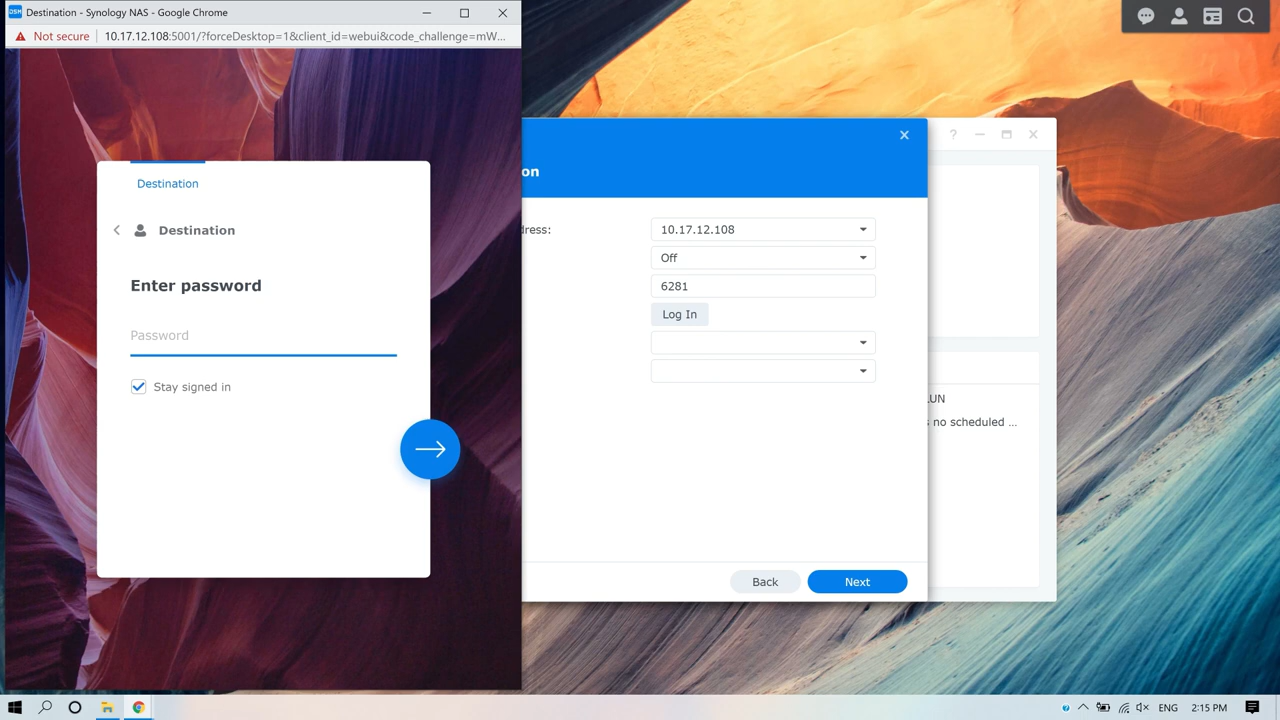 DSM
Destination - Synology NAS - Google Chrome
Not secure
10.17.12.108:5001/?forceDesktop=1&client_id=webui&code_challenge=mW...
Destination
Destination
Enter password
Password
Stay signed in
on
dress:
10.17.12.108
Off
6281
Log In
Back
Next
?
LUN
s no scheduled ...
ENG
2:15 PM